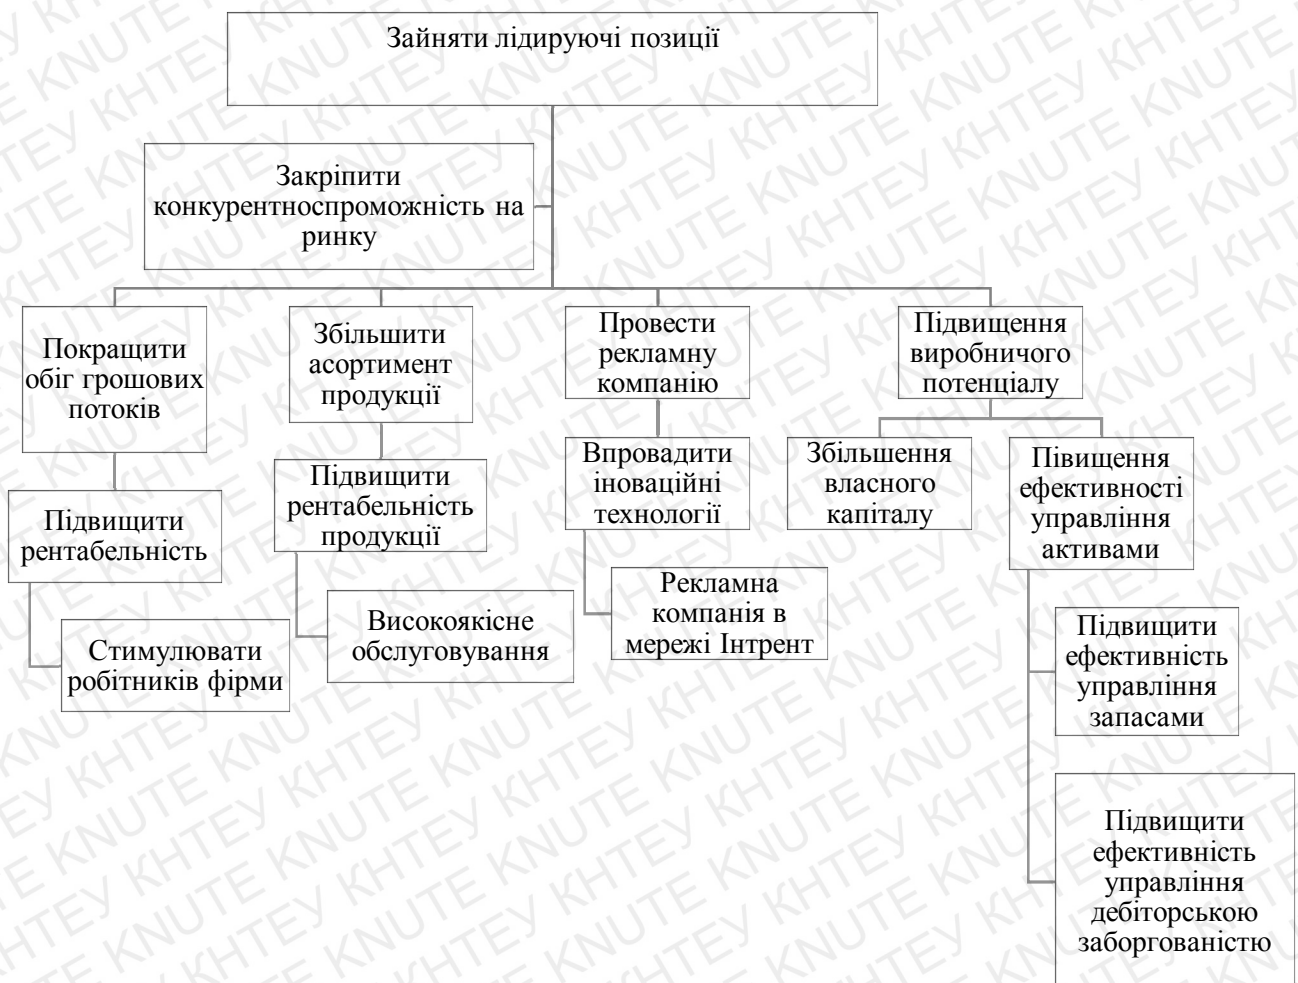 Зайняти лідируючі позиції
Закріпити
конкурентноспроможність на
ринку
Покращити
обіг грошових
потоків
Збільшити
асортимент
продукції
Провести
рекламну
компанію
Підвищення
виробничого
потенціалу
Підвищити
рентабельність
Підвищити
рентабельність
продукції
Впровадити
іноваційні
технології
Збільшення
власного
капіталу
Півищення
ефективності
управління
активами
Стимулювати
робітників фірми
Високоякісне
обслуговування
Рекламна
компанія в
мережі Інтрент
Підвищити
ефективність
управління
запасами
Підвищити
ефективність
управління
дебіторською
заборгованістю